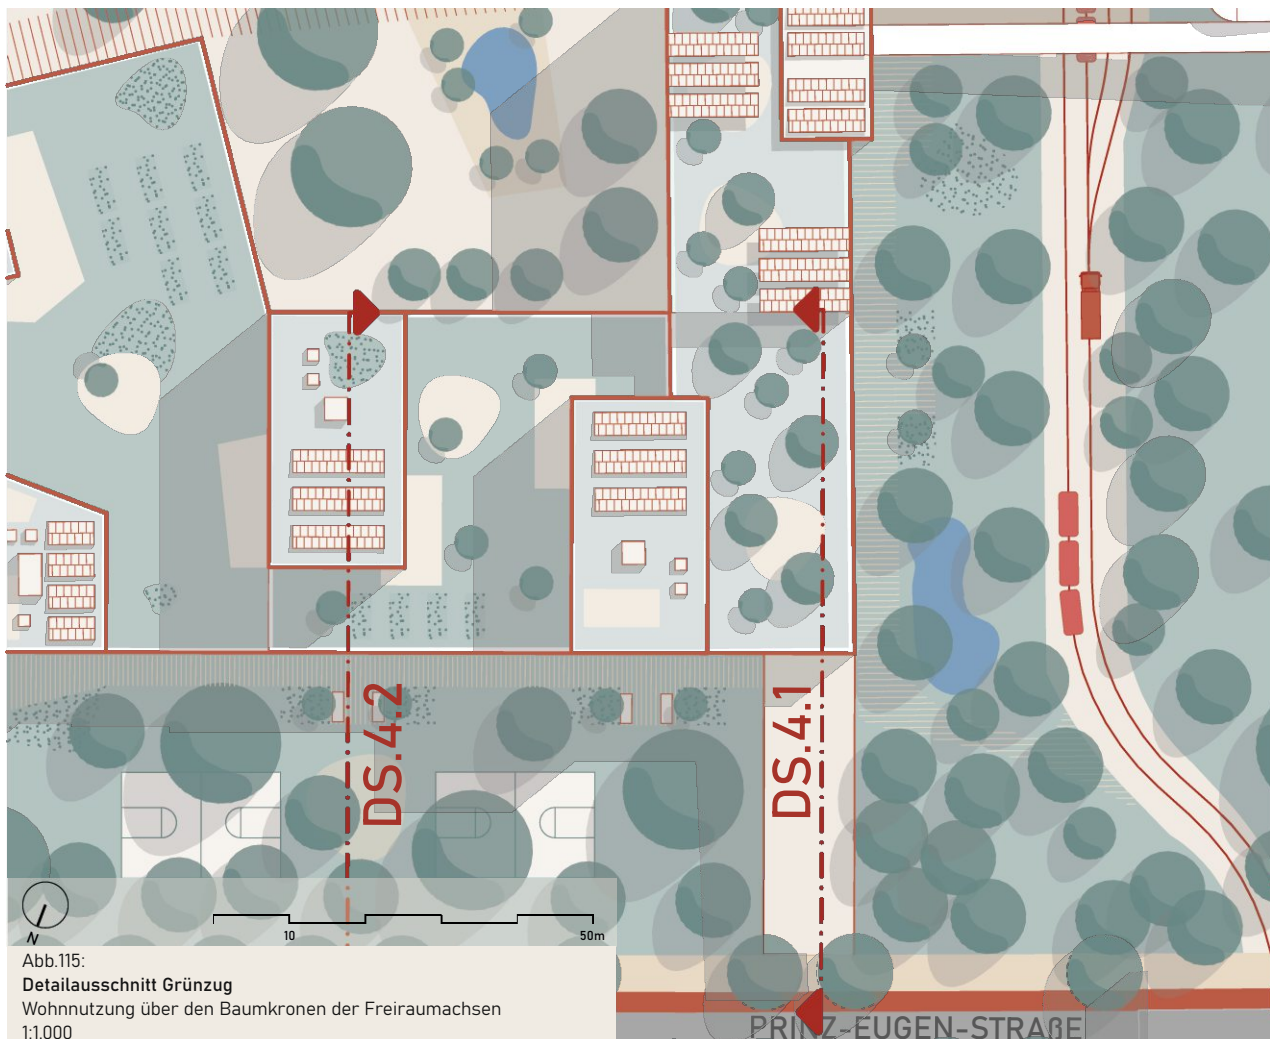 DS.4.2
DS.4.1
N
10
50m
Abb.115:
Detailausschnitt Grünzug
Wohnnutzung über den Baumkronen der Freiraumachsen
1:1.000
PRINZ-EUGEN-STRAßE